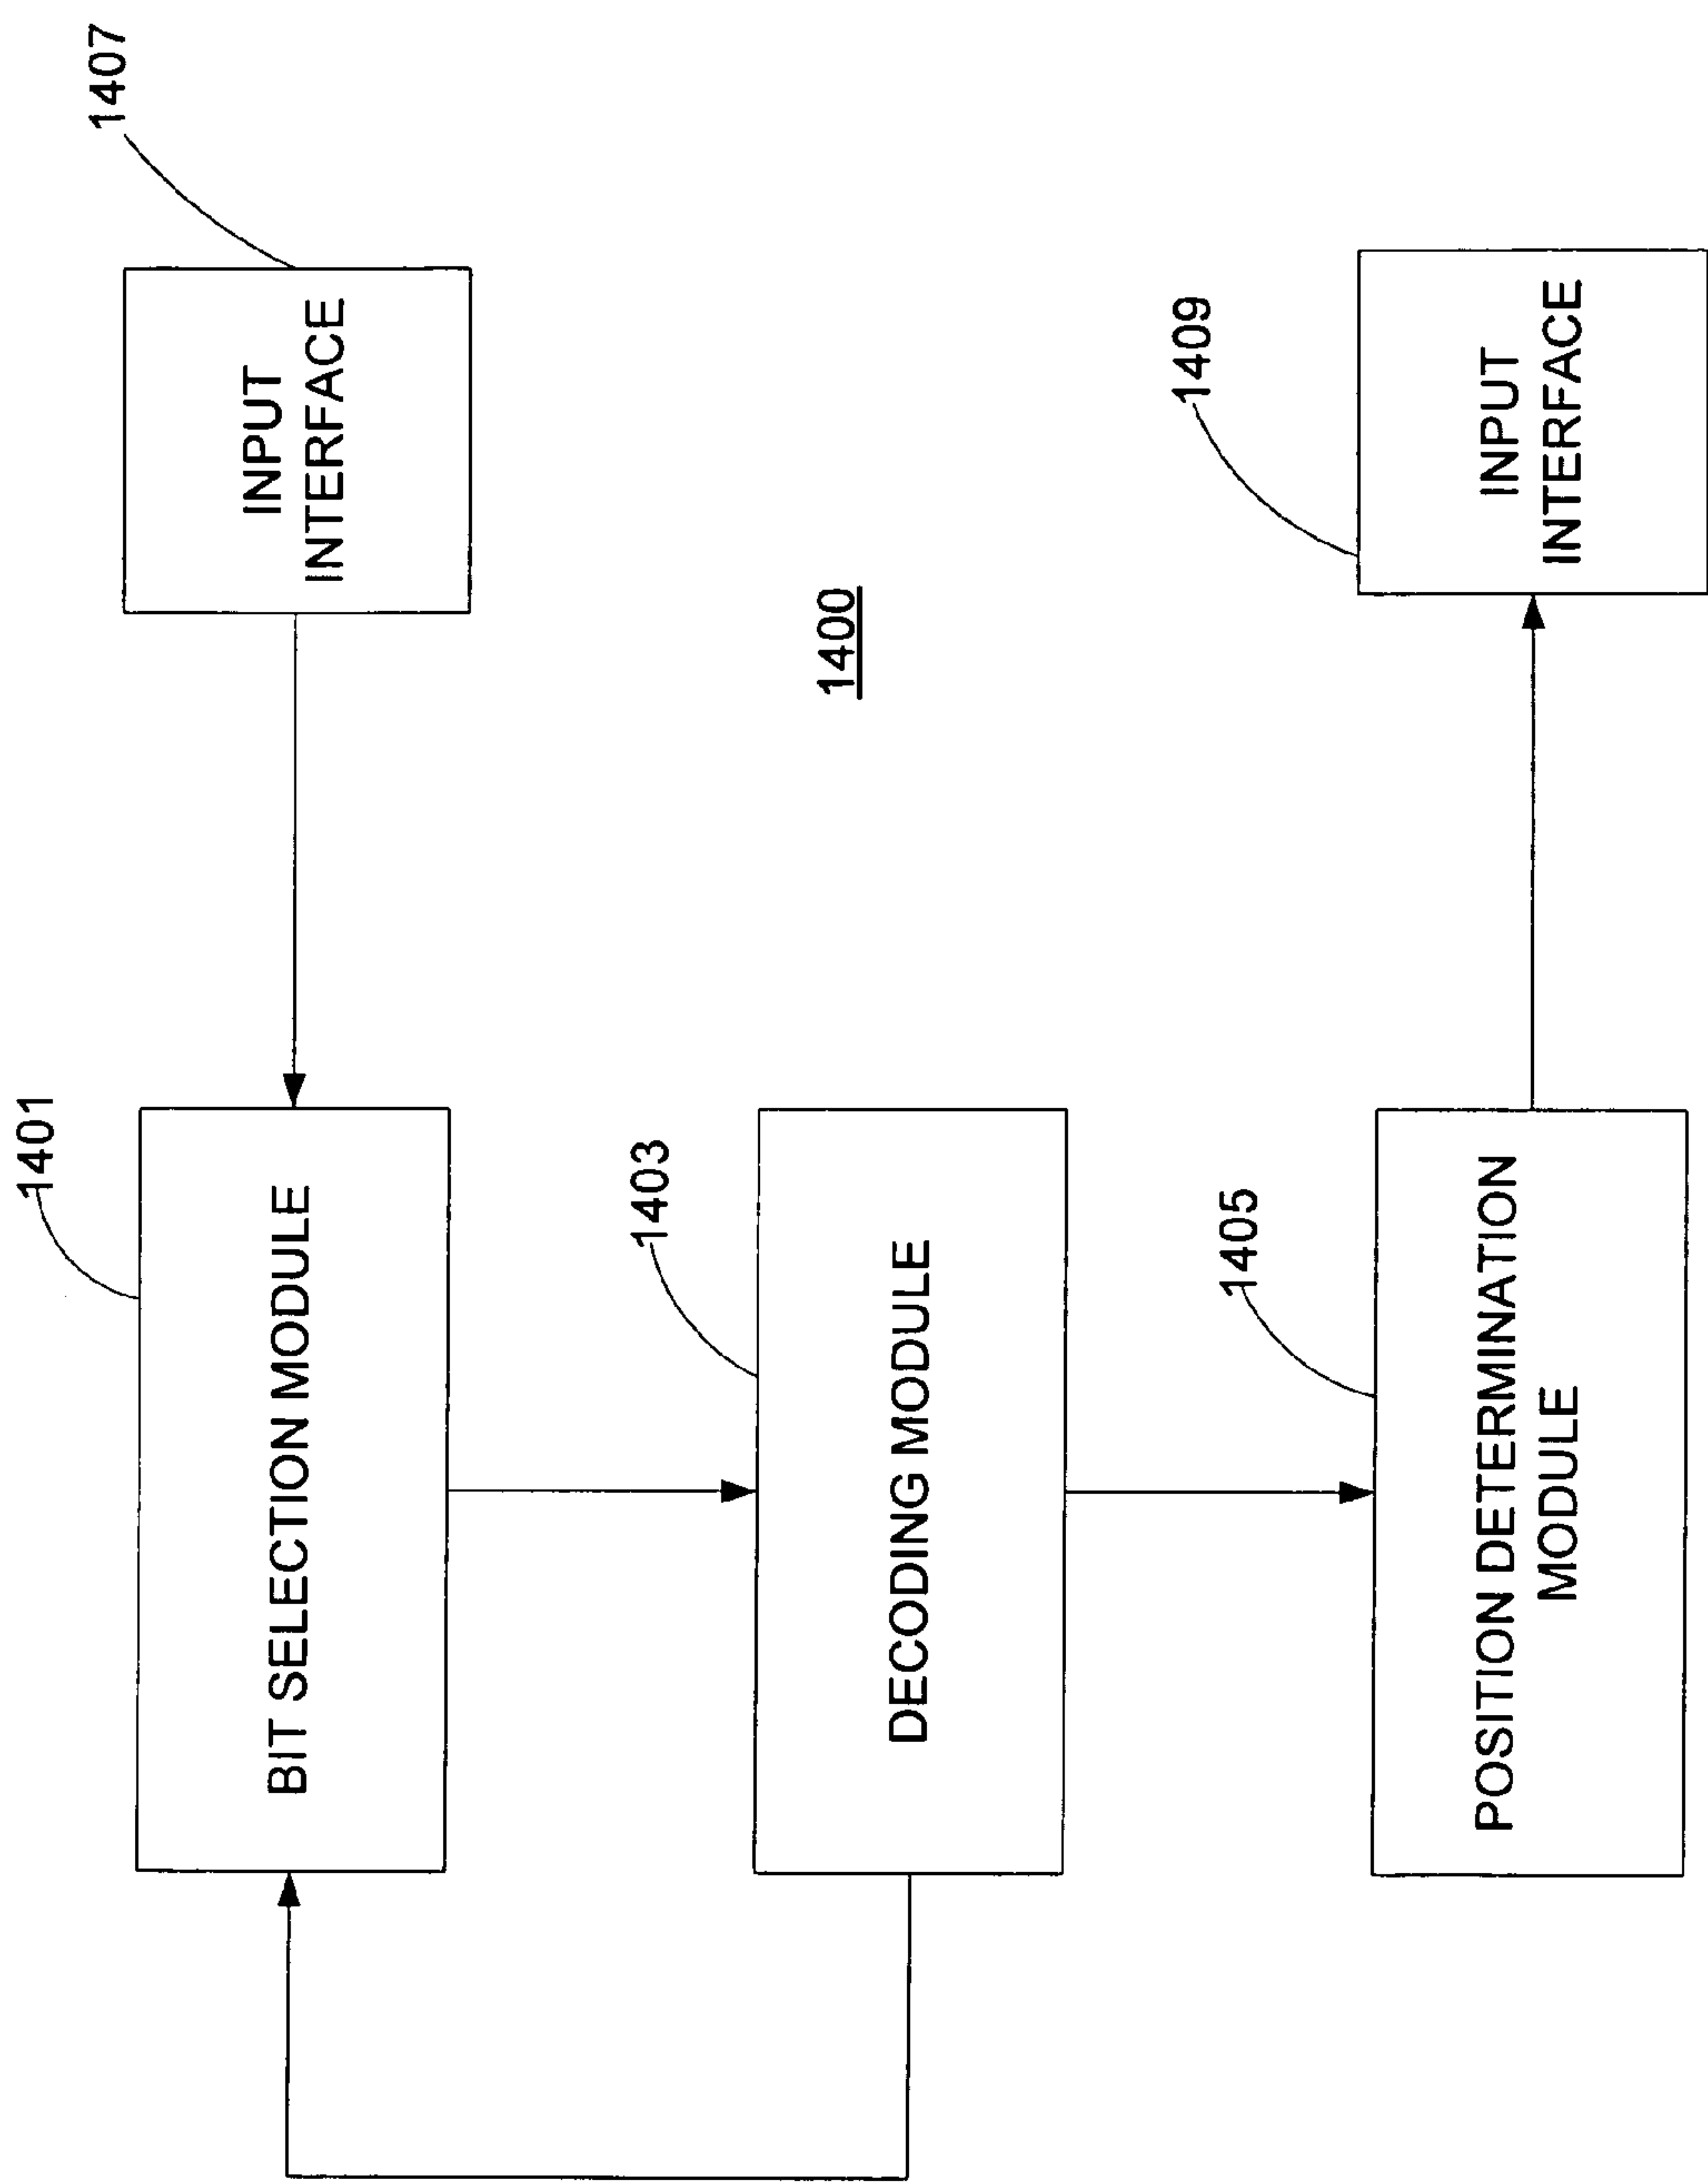 1401
BIT SELECTION MODULE
1403
DECODING MODULE
1405
POSITION DETERMINATION
MODULE
1400
1407
INPUT
INTERFACE
1409
INPUT
INTERFACE